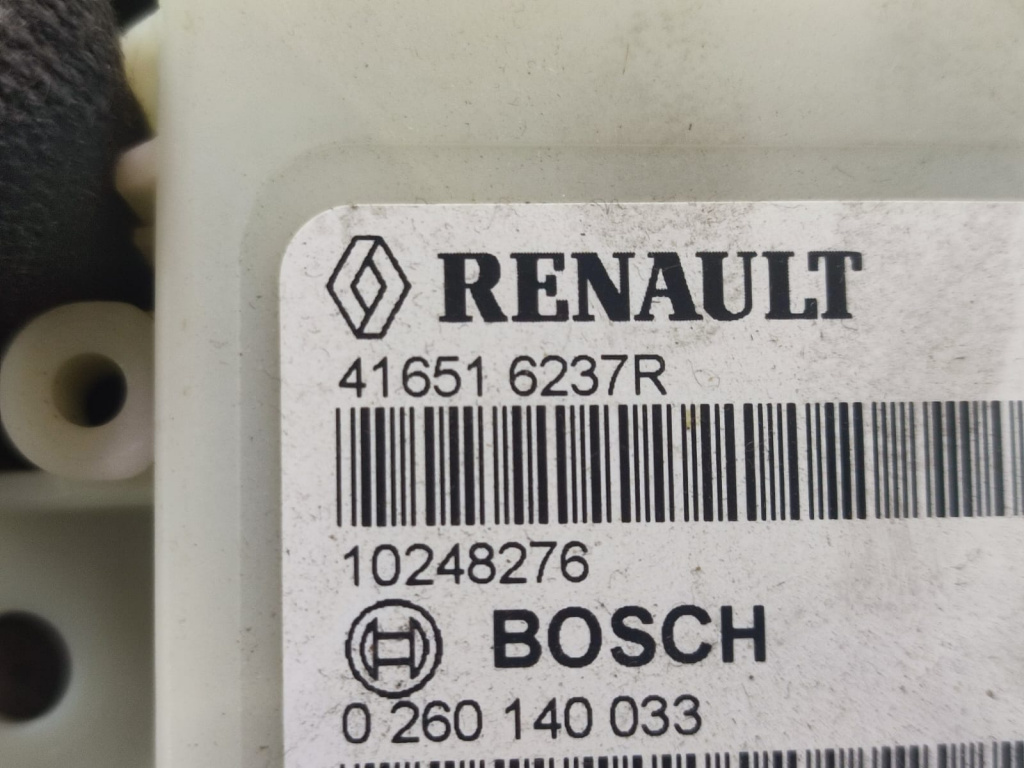 RENAULT
41651 6237R
10248276
BOSCH
0 260 140 033